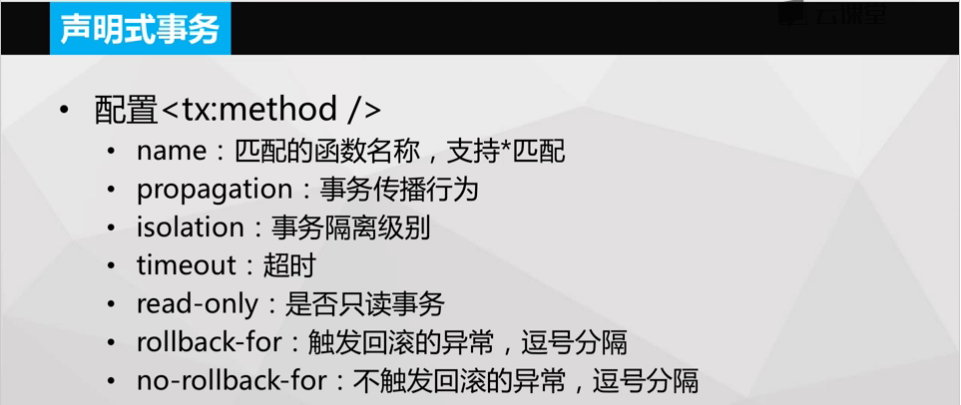 声明式事务
云课堂
• 配置<tx:method />
• name：匹配的函数名称，支持*匹配
• propagation：事务传播行为
• isolation：事务隔离级别
• timeout：超时
• read-only：是否只读事务
• rollback-for：触发回滚的异常，逗号分隔
• no-rollback-for：不触发回滚的异常，逗号分隔